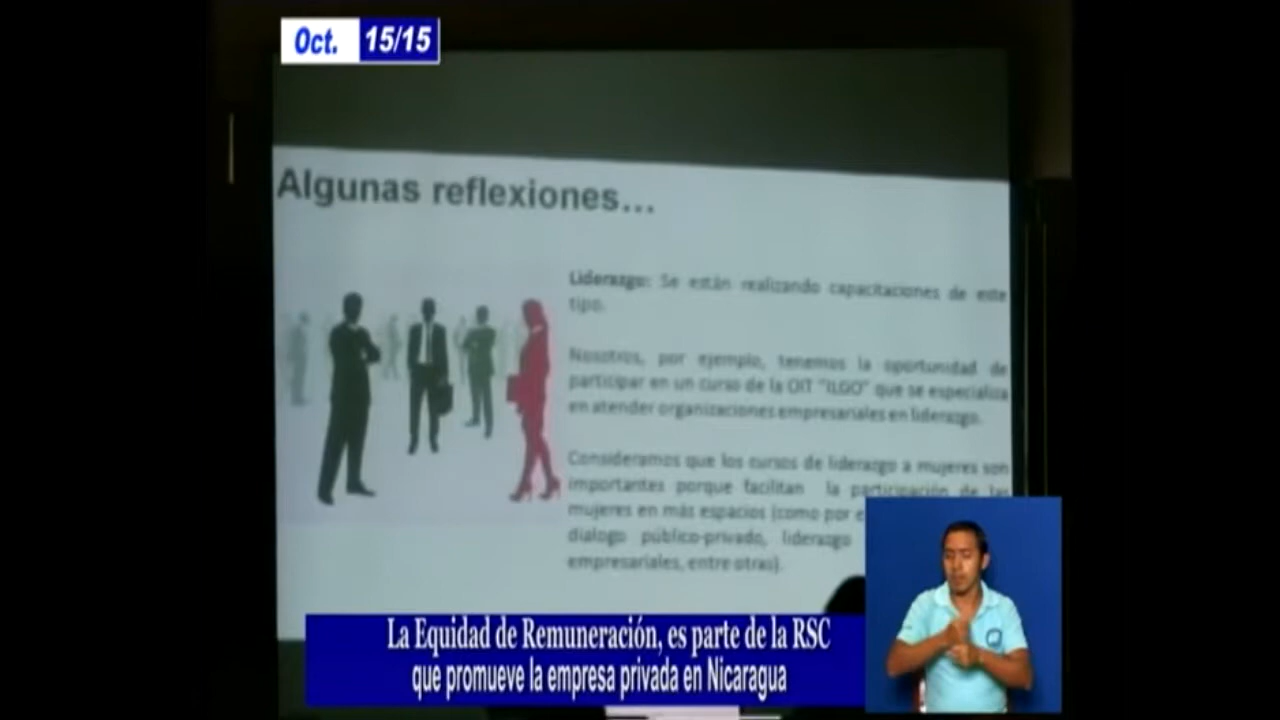 Oct. 15/15
Algunas reflexiones...
Liderazgo: Se están realizando capacitaciones de este
tipo.
Nosotros, por ejemplo, tenemos la oportunidad de
participar en un curso de la OIT "ILGO" que se especializa
en atender organizaciones empresariales en liderazgo.
Consideramos que los cursos de liderazgo a mujeres son
importantes porque facilitan la participación de las
mujeres en más espacios (como por e
dialogo público-privado, liderazgo
empresariales, entre otras).
La Equidad de Remuneración, es parte de la RSC
que promueve la empresa privada en Nicaragua